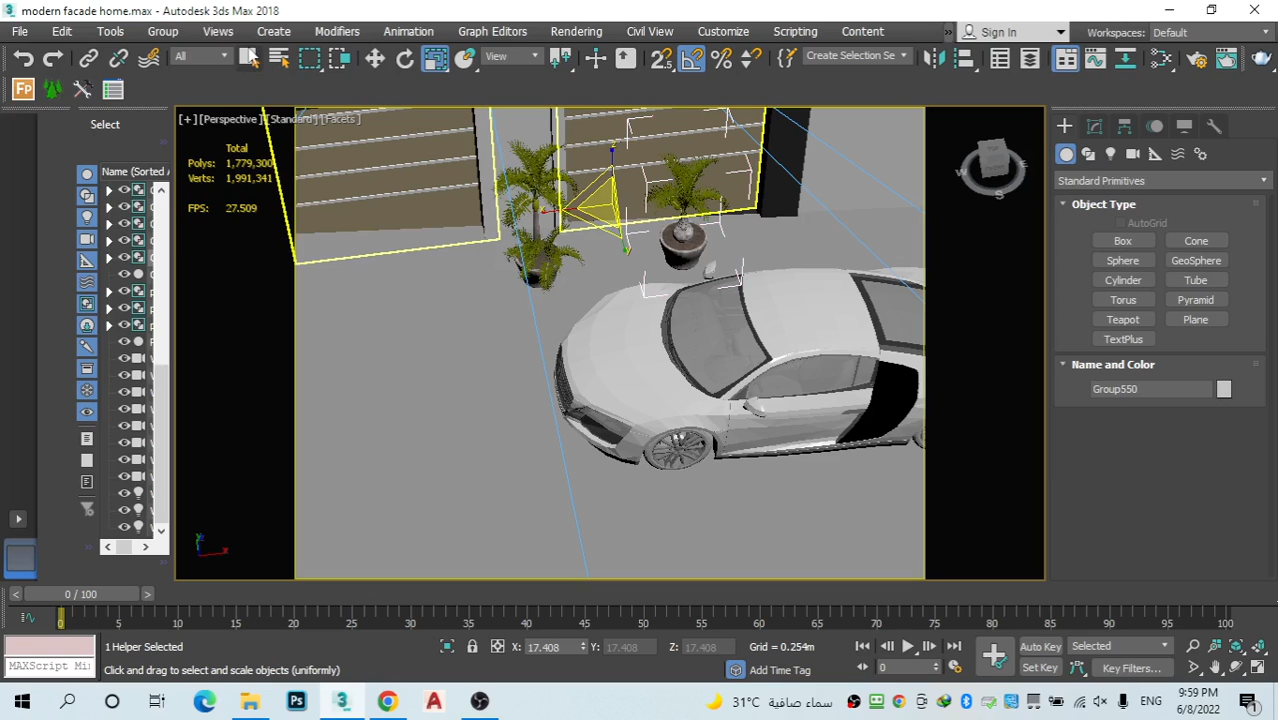 modern facade home.max - Autodesk 3ds Max 2018
File Edit Tools Group Views Create Modifiers Animation Graph Editors Rendering Civil View Customize Scripting Content » Sign In Workspaces: Default
All View Create Selection Se
[+] [Perspective] [Standard] [Facets]
Select
Total
Polys: 1,779,300
Verts: 1,991,341
FPS: 27.509
Name (Sorted A
Standard Primitives
Object Type
AutoGrid
Box Cone
Sphere GeoSphere
Cylinder Tube
Torus Pyramid
Teapot Plane
TextPlus
Name and Color
Group550
0 / 100
0 5 10 15 20 25 30 35 40 45 50 55 60 65 70 75 80 85 90 95 100
1 Helper Selected X: 17.408 Y: 17.408 Z: 17.408 Grid = 0.254m Auto Key Selected
MAXScript Mi Click and drag to select and scale objects (uniformly) Add Time Tag 0 Set Key Key Filters...
31°C سماء صافية ENG 9:59 PM
6/8/2022